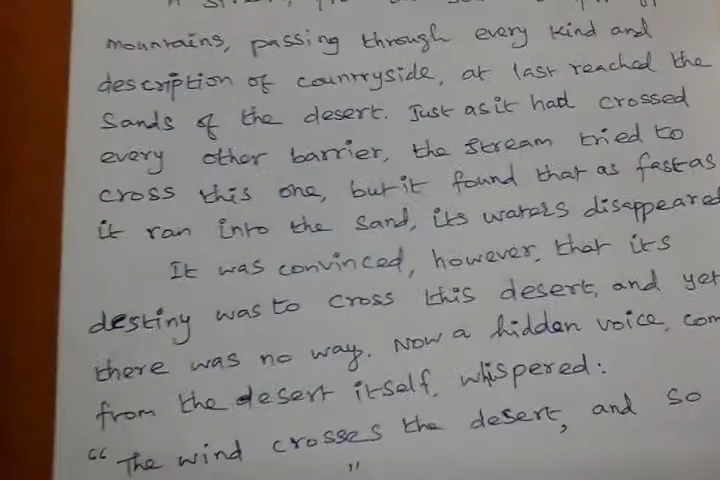 mountains, passing through every kind and
description of countryside, at last reached the
Sands of the desert. Just as it had crossed
every other barrier, the stream tried to
cross this one, but it found that as fast as
it ran into the sand, its waters disappeared
It was convinced, however, that its
destiny was to cross this desert, and yet
there was no way. Now a hidden voice, com
from the desert itself, whispered:
"The wind crosses the desert, and so
"